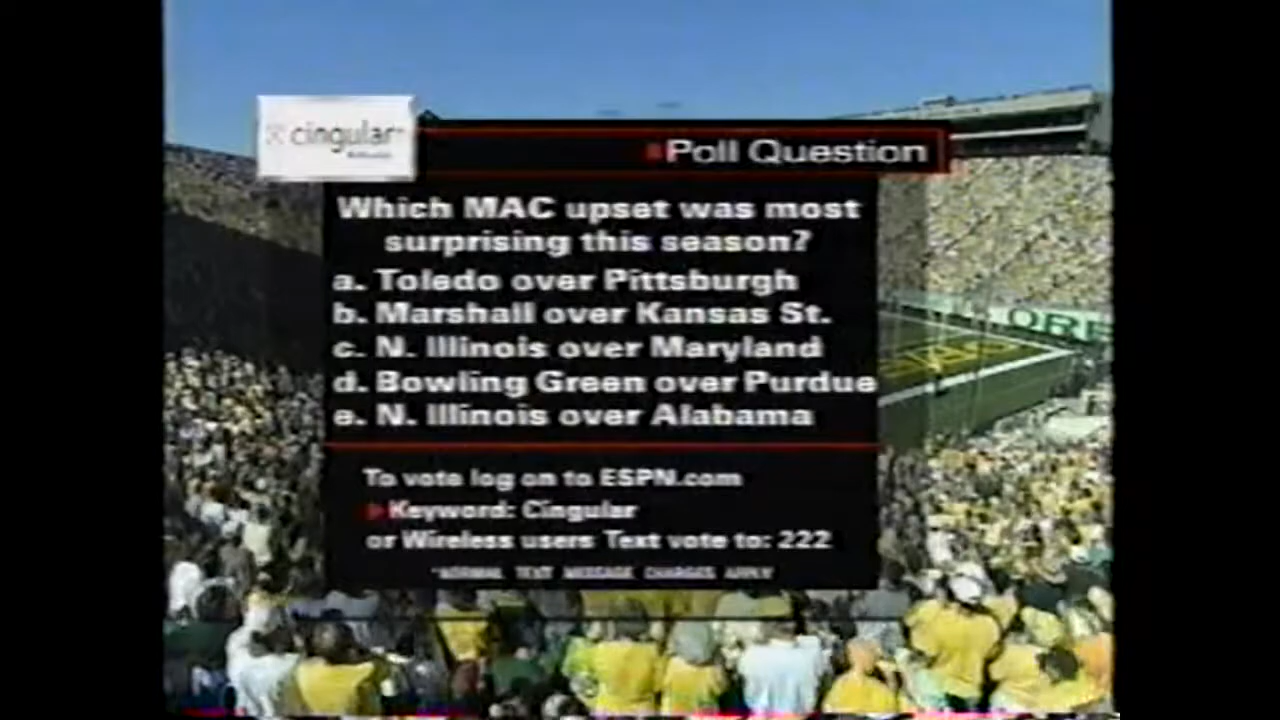 cingular
Poll Question
Which MAC upset was most
surprising this season?
a. Toledo over Pittsburgh
b. Marshall over Kansas St.
c. N. Illinois over Maryland
d. Bowling Green over Purdue
e. N. Illinois over Alabama
To vote log on to ESPN.com
Keyword: Cingular
or Wireless users Text vote to: 222
*NORMAL TEXT MESSAGE CHARGES APPLY
ORE